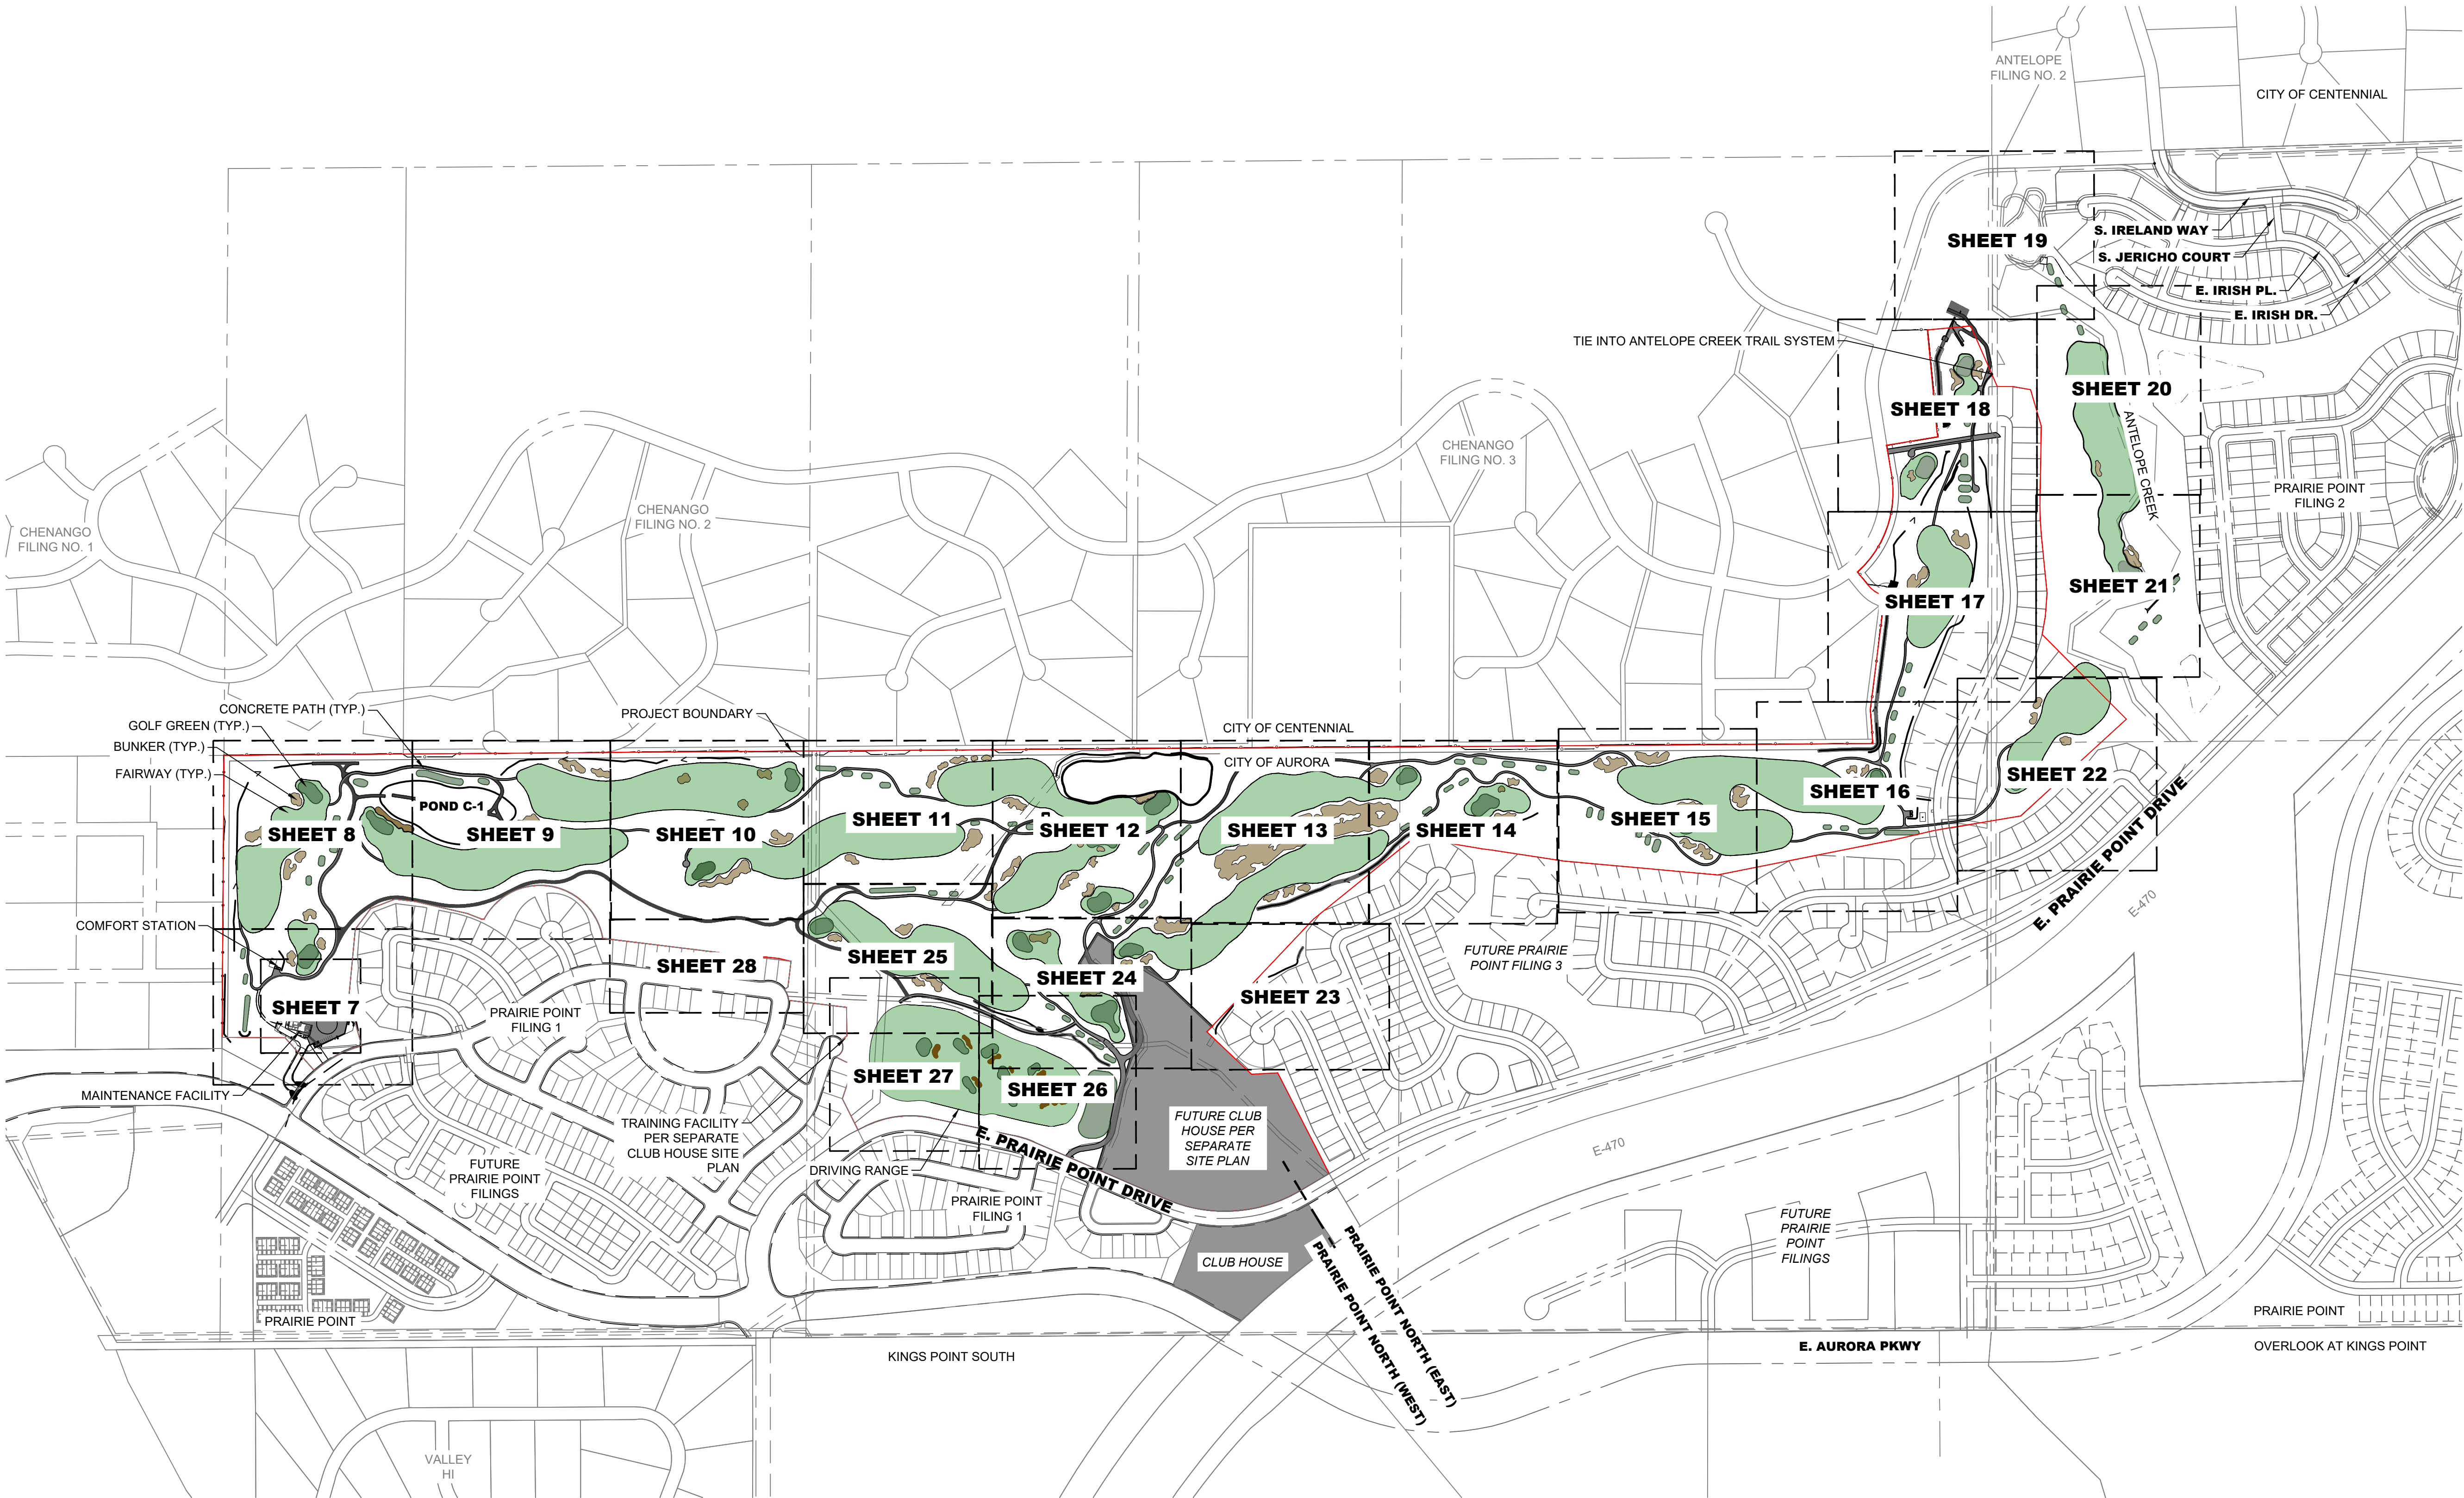 ANTELOPE
FILING NO. 2
CITY OF CENTENNIAL
SHEET 19
S. IRELAND WAY
S. JERICHO COURT
E. IRISH PL.
E. IRISH DR.
TIE INTO ANTELOPE CREEK TRAIL SYSTEM
SHEET 20
SHEET 18
ANTELOPE CREEK
CHENANGO
FILING NO. 3
PRAIRIE POINT
FILING 2
CHENANGO
FILING NO. 2
CHENANGO
FILING NO. 1
SHEET 21
SHEET 17
CONCRETE PATH (TYP.)
GOLF GREEN (TYP.)
BUNKER (TYP.)
FAIRWAY (TYP.)
PROJECT BOUNDARY
CITY OF CENTENNIAL
CITY OF AURORA
POND C-1
SHEET 8
SHEET 9
SHEET 10
SHEET 11
SHEET 12
SHEET 13
SHEET 14
SHEET 15
SHEET 16
SHEET 22
E. PRAIRIE POINT DRIVE
E-470
COMFORT STATION
SHEET 7
SHEET 28
SHEET 25
SHEET 24
SHEET 23
FUTURE PRAIRIE
POINT FILING 3
PRAIRIE POINT
FILING 1
MAINTENANCE FACILITY
SHEET 27
SHEET 26
TRAINING FACILITY
PER SEPARATE
CLUB HOUSE SITE
PLAN
DRIVING RANGE
E. PRAIRIE POINT DRIVE
FUTURE CLUB
HOUSE PER
SEPARATE
SITE PLAN
E-470
FUTURE
PRAIRIE POINT
FILINGS
PRAIRIE POINT
FILING 1
CLUB HOUSE
PRAIRIE POINT NORTH (EAST)
PRAIRIE POINT NORTH (WEST)
FUTURE
PRAIRIE
POINT
FILINGS
PRAIRIE POINT
PRAIRIE POINT
KINGS POINT SOUTH
E. AURORA PKWY
OVERLOOK AT KINGS POINT
VALLEY
HI